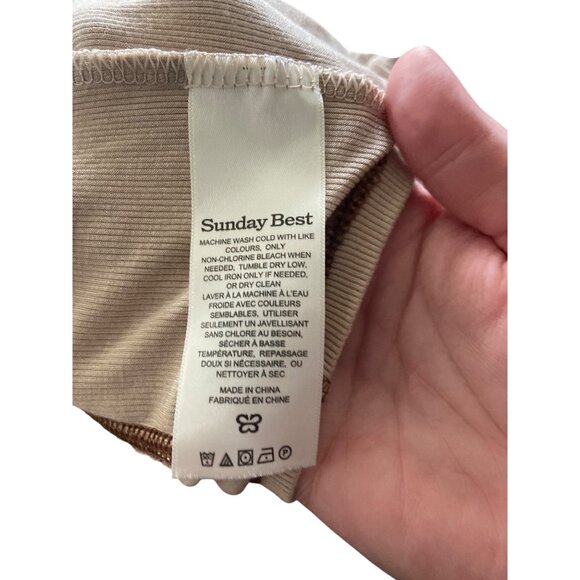 Sunday Best
MACHINE WASH COLD WITH LIKE
COLOURS, ONLY
NON-CHLORINE BLEACH WHEN
NEEDED, TUMBLE DRY LOW,
COOL IRON ONLY IF NEEDED,
OR DRY CLEAN
LAVER À LA MACHINE À L'EAU
FROIDE AVEC COULEURS
SEMBLABLES, UTILISER
SEULEMENT UN JAVELLISANT
SANS CHLORE AU BESOIN,
SÉCHER À BASSE
TEMPÉRATURE, REPASSAGE
DOUX SI NÉCESSAIRE, OU
NETTOYER À SEC
MADE IN CHINA
FABRIQUÉ EN CHINE
P